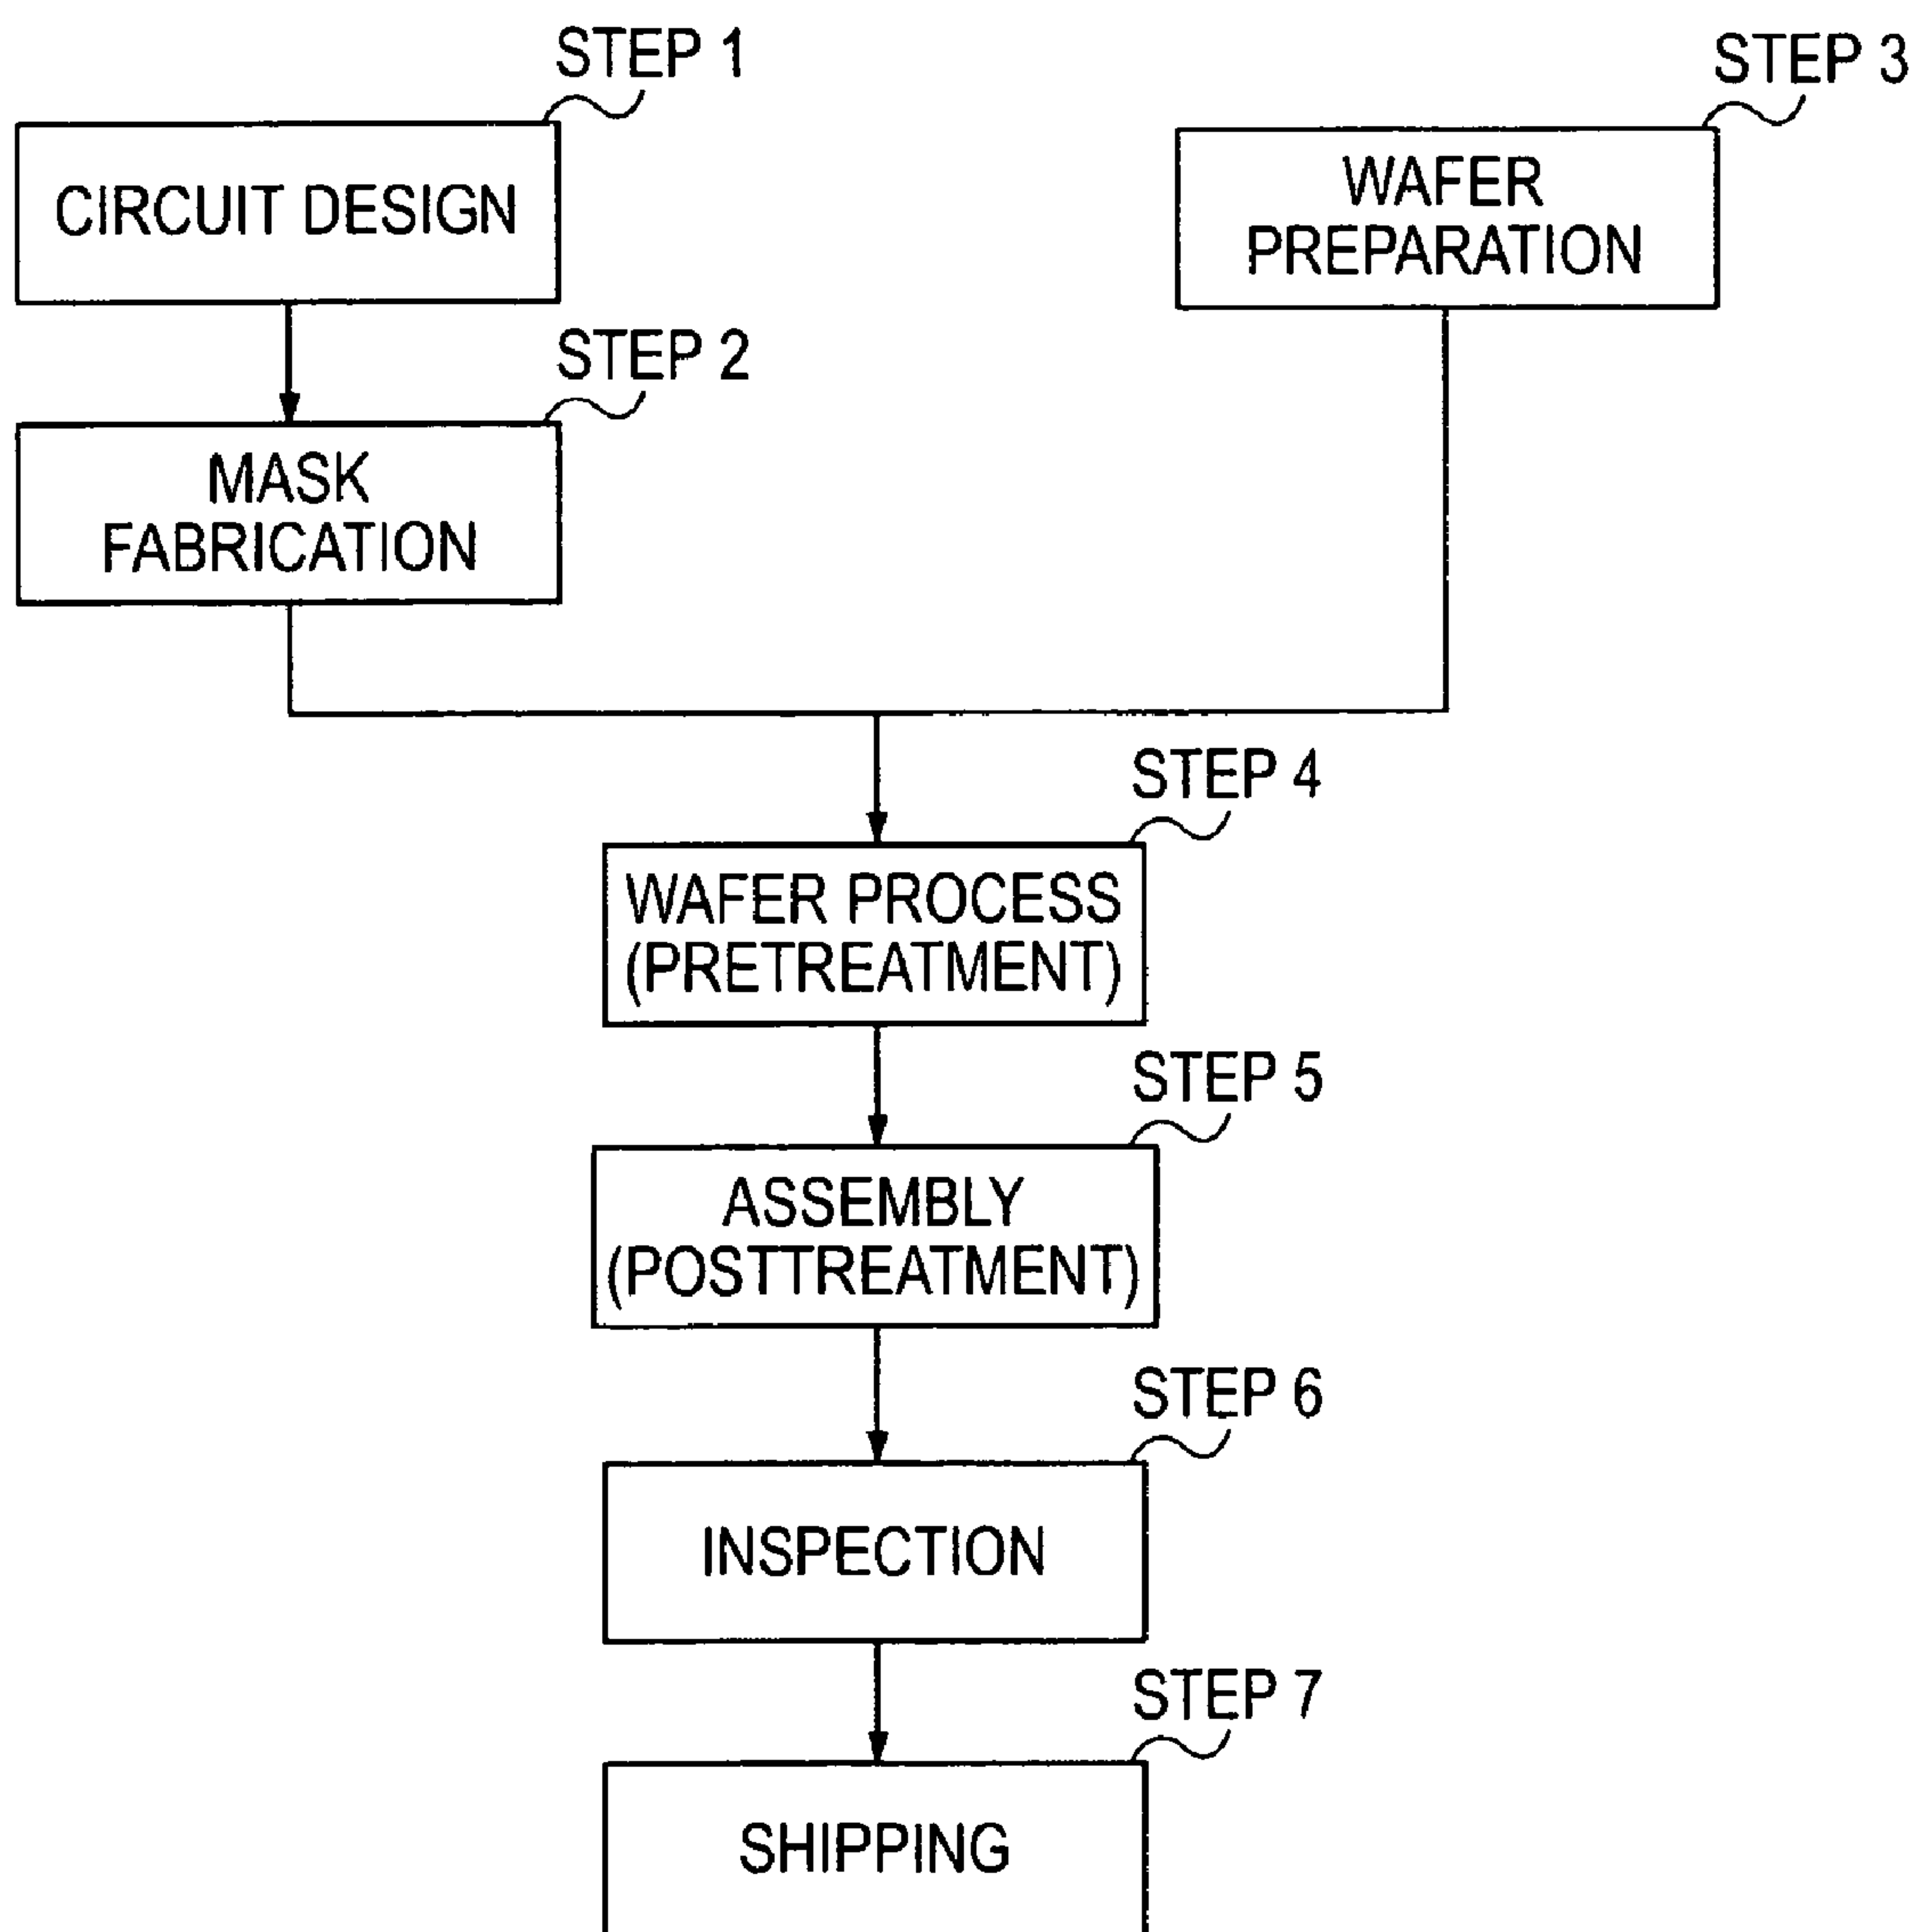 STEP 1
CIRCUIT DESIGN
STEP 2
MASK
FABRICATION
STEP 3
WAFER
PREPARATION
STEP 4
WAFER PROCESS
(PRETREATMENT)
STEP 5
ASSEMBLY
(POSTTREATMENT)
STEP 6
INSPECTION
STEP 7
SHIPPING